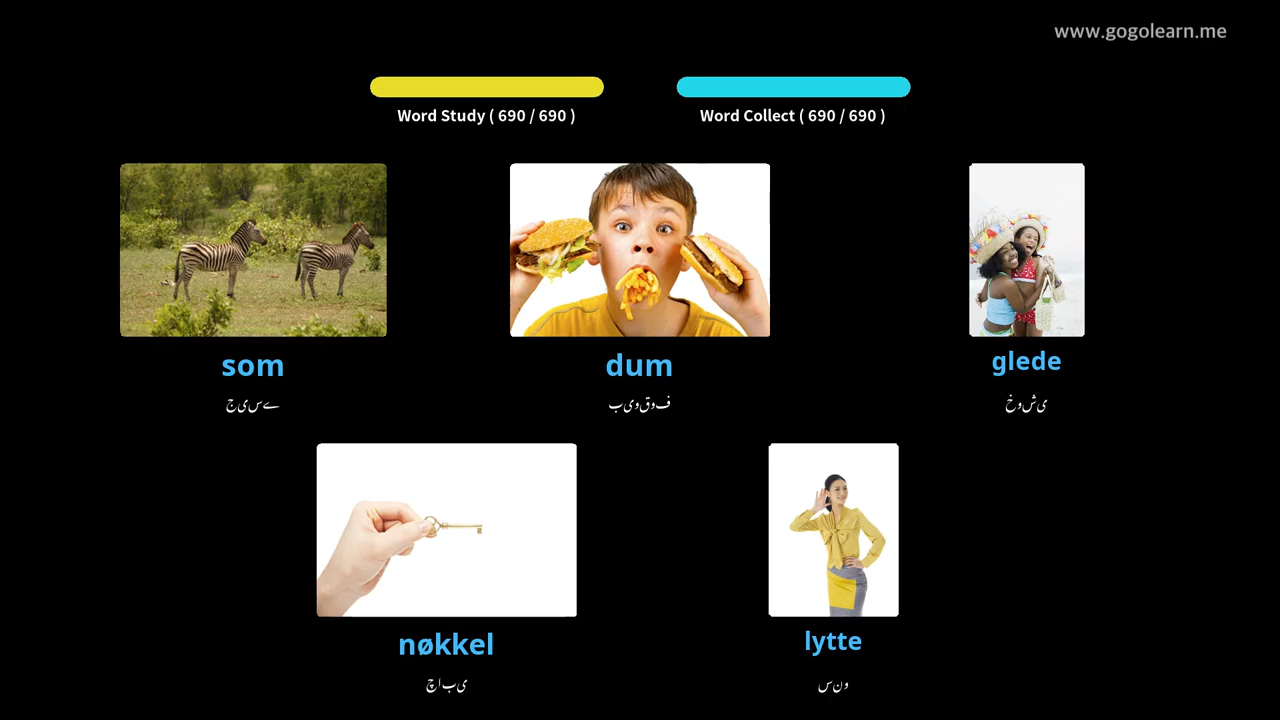 www.gogolearn.me
Word Study ( 690 / 690 )
Word Collect ( 690 / 690 )
som
dum
glede
جیسے
بیوقوف
خوشی
nøkkel
lytte
چابی
سنو